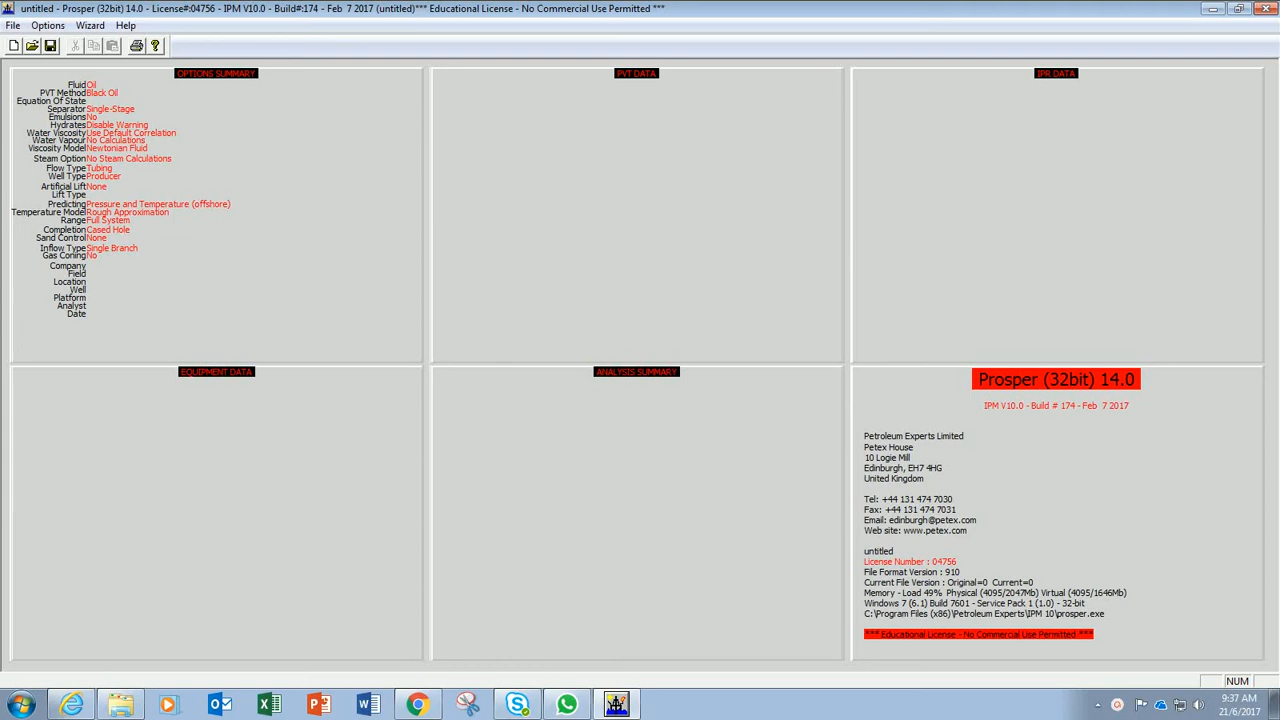 untitled - Prosper (32bit) 14.0 - License#:04756 - IPM V10.0 - Build#:174 - Feb 7 2017 (untitled)*** Educational License - No Commercial Use Permitted ***
File Options Wizard Help
OPTIONS SUMMARY
Fluid Oil
PVT Method Black Oil
Equation Of State
Separator Single-Stage
Emulsions No
Hydrates Disable Warning
Water Viscosity Use Default Correlation
Water Vapour No Calculations
Viscosity Model Newtonian Fluid
Steam Option No Steam Calculations
Flow Type Tubing
Well Type Producer
Artificial Lift None
Lift Type
Predicting Pressure and Temperature (offshore)
Temperature Model Rough Approximation
Range Full System
Completion Cased Hole
Sand Control None
Inflow Type Single Branch
Gas Coning No
Company
Field
Location
Well
Platform
Analyst
Date
PVT DATA
IPR DATA
EQUIPMENT DATA
ANALYSIS SUMMARY
Prosper (32bit) 14.0
IPM V10.0 - Build # 174 - Feb 7 2017
Petroleum Experts Limited
Petex House
10 Logie Mill
Edinburgh, EH7 4HG
United Kingdom
Tel: +44 131 474 7030
Fax: +44 131 474 7031
Email: edinburgh@petex.com
Web site: www.petex.com
untitled
License Number : 04756
File Format Version : 910
Current File Version : Original=0 Current=0
Memory - Load 49% Physical (4095/2047Mb) Virtual (4095/1646Mb)
Windows 7 (6.1) Build 7601 - Service Pack 1 (1.0) - 32-bit
C:\Program Files (x86)\Petroleum Experts\IPM 10\prosper.exe
*** Educational License - No Commercial Use Permitted ***
NUM
9:37 AM
21/6/2017